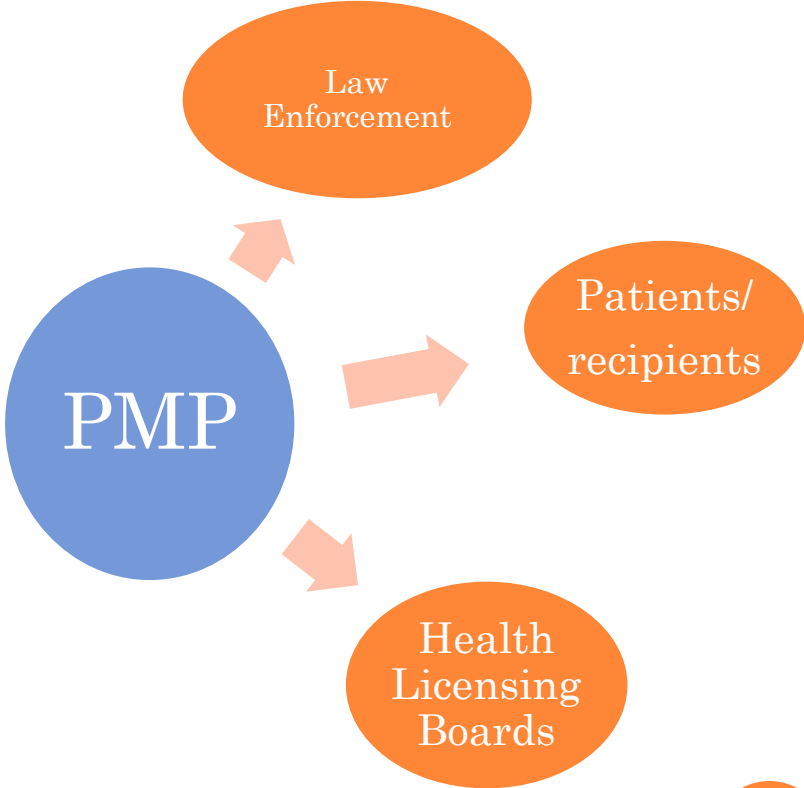 Law
Enforcement
Patients/
recipients
PMP
Health
Licensing
Boards